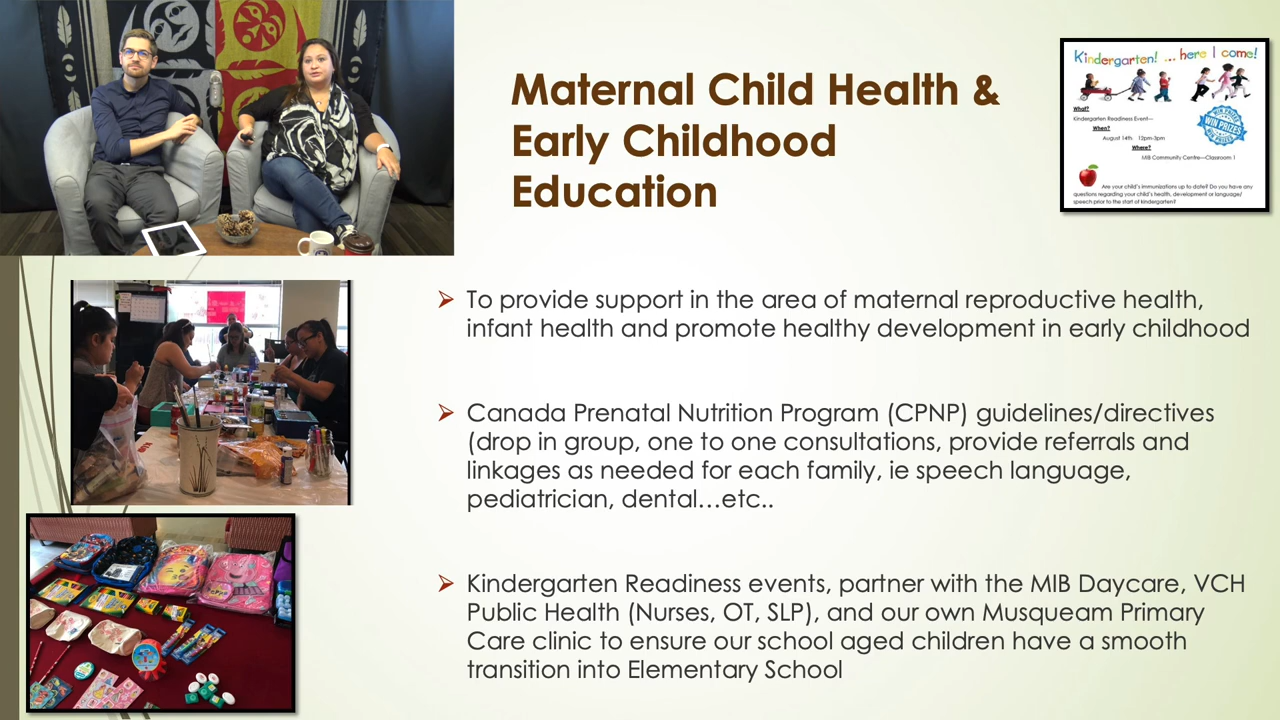 Maternal Child Health &
Early Childhood
Education
Kindergarten! ... here I come!
What?
Kindergarten Readiness Event—
When?
August 14th 12pm-3pm
Where?
MIB Community Centre—Classroom 1
WIN PRIZES
Are your child's immunizations up to date? Do you have any
questions regarding your child's health, development or language/
speech prior to the start of kindergarten?
To provide support in the area of maternal reproductive health,
infant health and promote healthy development in early childhood
Canada Prenatal Nutrition Program (CPNP) guidelines/directives
(drop in group, one to one consultations, provide referrals and
linkages as needed for each family, ie speech language,
pediatrician, dental…etc..
Kindergarten Readiness events, partner with the MIB Daycare, VCH
Public Health (Nurses, OT, SLP), and our own Musqueam Primary
Care clinic to ensure our school aged children have a smooth
transition into Elementary School